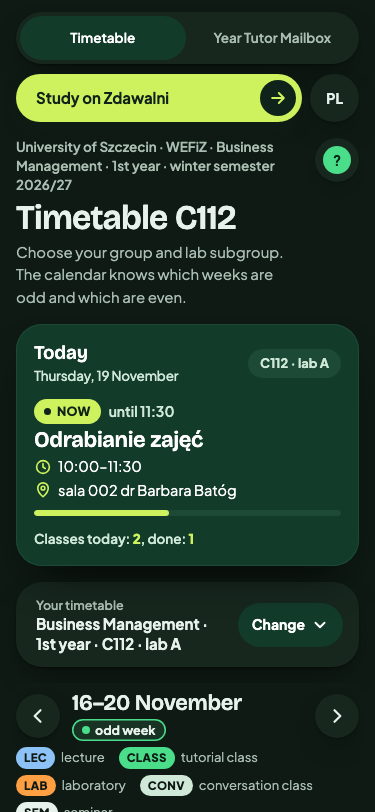 Timetable
Year Tutor Mailbox
Study on Zdawalni
PL
University of Szczecin · WEFiZ · Business
Management · 1st year · winter semester
2026/27
?
Timetable C112
Choose your group and lab subgroup.
The calendar knows which weeks are
odd and which are even.
Today
Thursday, 19 November
C112 · lab A
NOW until 11:30
Odrabianie zajęć
10:00–11:30
sala 002 dr Barbara Batóg
Classes today: 2, done: 1
Your timetable
Business Management ·
1st year · C112 · lab A
Change
16–20 November
odd week
LEC lecture CLASS tutorial class
LAB laboratory CONV conversation class
SEM seminar